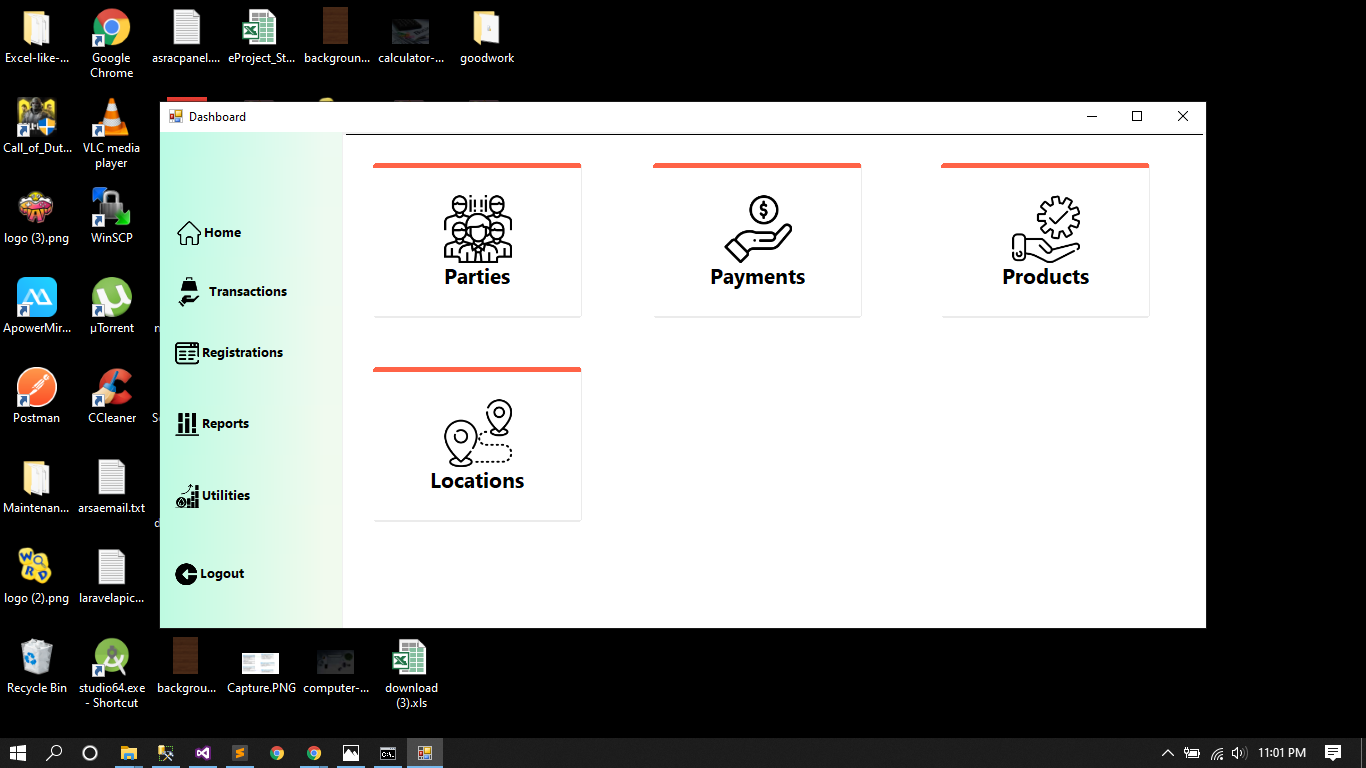 Excel-like-...
Google
Chrome
asracpanel....
eProject_St...
backgroun...
calculator-...
goodwork
Call_of_Dut...
VLC media
player
logo (3).png
WinSCP
ApowerMir...
µTorrent
Postman
CCleaner
Maintenan...
arsaemail.txt
logo (2).png
laravelapic...
Recycle Bin
studio64.exe
- Shortcut
backgrou...
Capture.PNG
computer-...
download
(3).xls
Dashboard
Home
Transactions
Registrations
Reports
Utilities
Logout
Parties
Payments
Products
Locations
11:01 PM